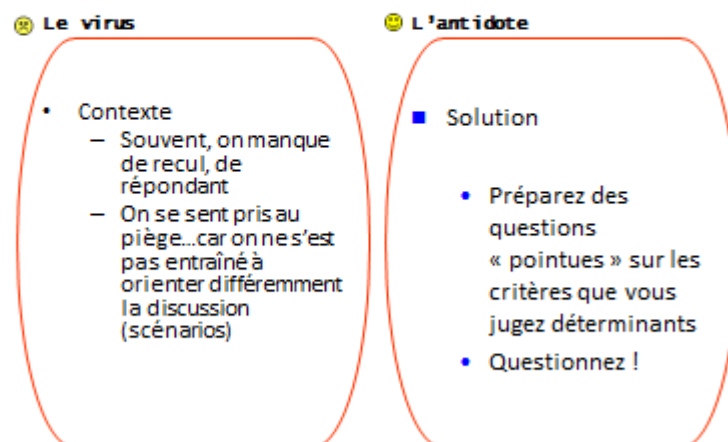 Le virus
• Contexte
– Souvent, on manque
de recul, de
répondant
– On se sent pris au
piège...car on ne s'est
pas entraîné à
orienter différemment
la discussion
(scénarios)
L'antidote
■ Solution
• Préparez des
questions
« pointues » sur les
critères que vous
jugez déterminants
• Questionnez !